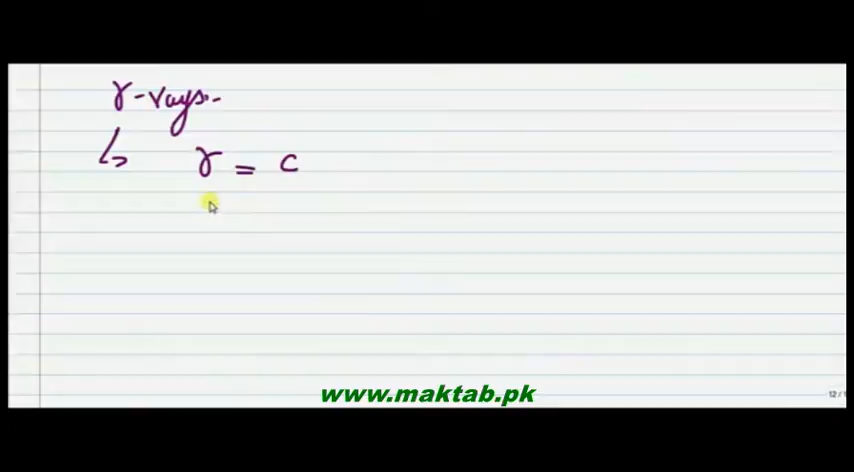 γ-rays.-
↳ γ = c
www.maktab.pk